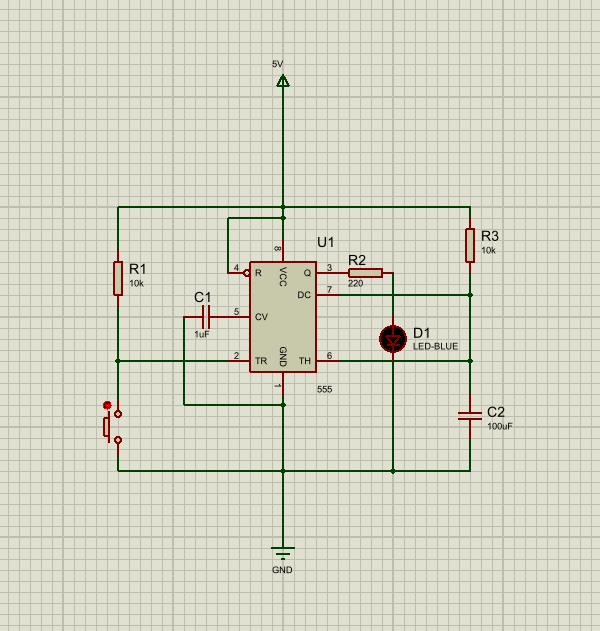 5V
U1
R3
10k
R1
10k
R2
220
8
VCC
4
R
Q
3
DC
7
C1
1uF
5
CV
D1
LED-BLUE
2
TR
GND
TH
6
1
555
C2
100uF
GND